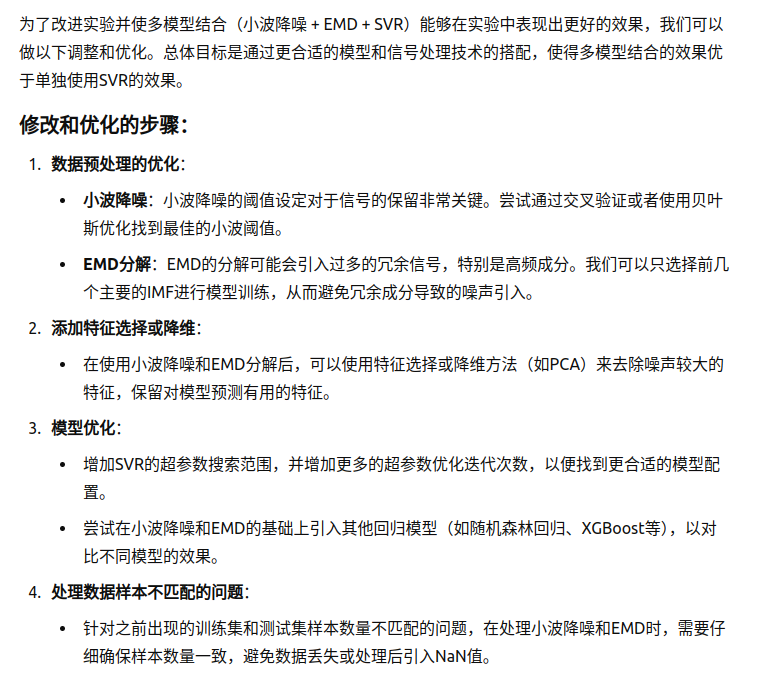 为了改进实验并使多模型结合（小波降噪 + EMD + SVR）能够在实验中表现出更好的效果，我们可以
做以下调整和优化。总体目标是通过更合适的模型和信号处理技术的搭配，使得多模型结合的效果优
于单独使用SVR的效果。
修改和优化的步骤：
1. 数据预处理的优化：
• 小波降噪：小波降噪的阈值设定对于信号的保留非常关键。尝试通过交叉验证或者使用贝叶
斯优化找到最佳的小波阈值。
• EMD分解：EMD的分解可能会引入过多的冗余信号，特别是高频成分。我们可以只选择前几
个主要的IMF进行模型训练，从而避免冗余成分导致的噪声引入。
2. 添加特征选择或降维：
• 在使用小波降噪和EMD分解后，可以使用特征选择或降维方法（如PCA）来去除噪声较大的
特征，保留对模型预测有用的特征。
3. 模型优化：
• 增加SVR的超参数搜索范围，并增加更多的超参数优化迭代次数，以便找到更合适的模型配
置。
• 尝试在小波降噪和EMD的基础上引入其他回归模型（如随机森林回归、XGBoost等），以对
比不同模型的效果。
4. 处理数据样本不匹配的问题：
• 针对之前出现的训练集和测试集样本数量不匹配的问题，在处理小波降噪和EMD时，需要仔
细确保样本数量一致，避免数据丢失或处理后引入NaN值。